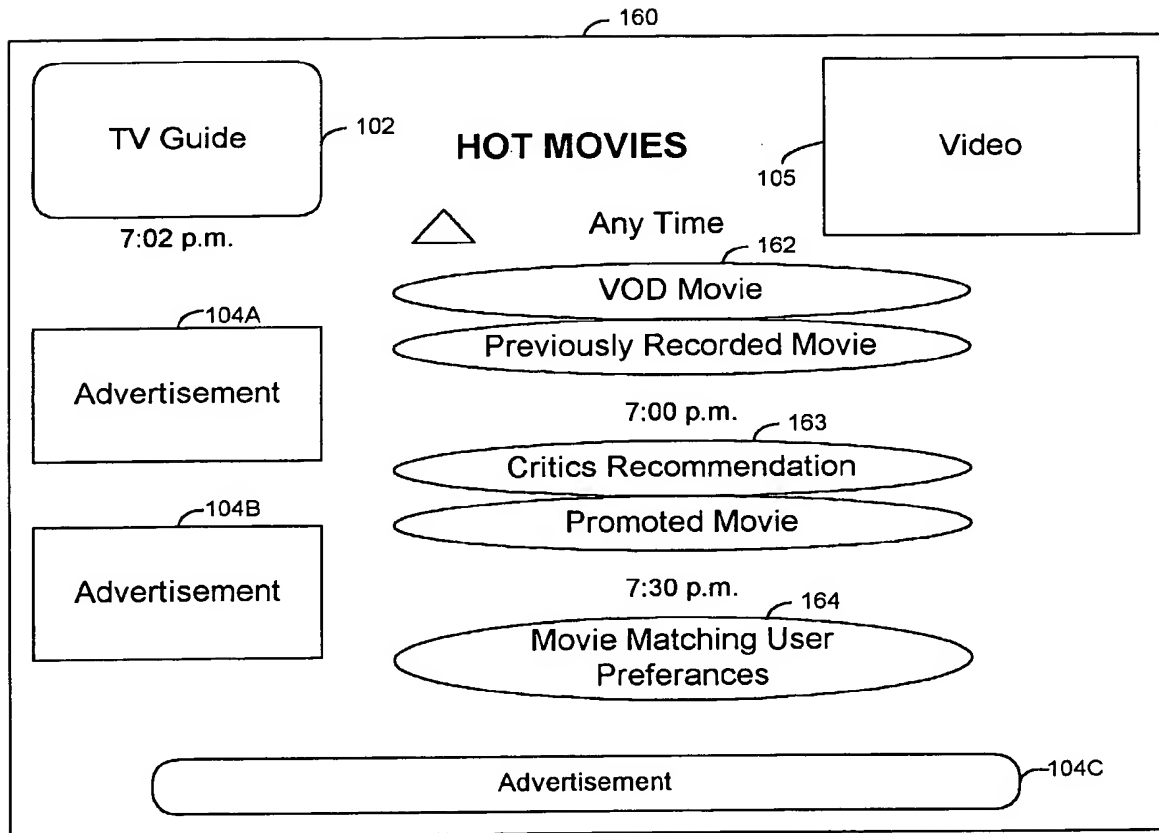 160
TV Guide
102
HOT MOVIES
Video
105
7:02 p.m.
Any Time
162
VOD Movie
Previously Recorded Movie
104A
Advertisement
7:00 p.m.
163
Critics Recommendation
Promoted Movie
104B
Advertisement
7:30 p.m.
164
Movie Matching User
Preferances
Advertisement
104C